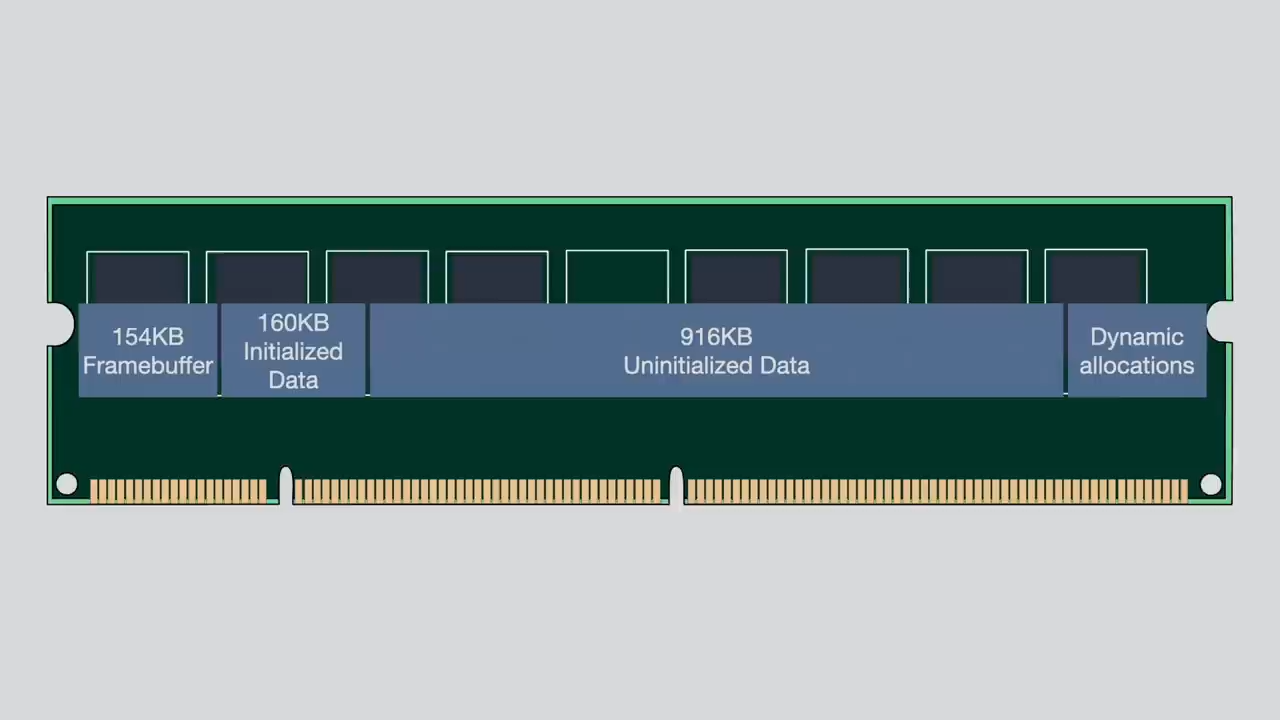 154KB
Framebuffer
160KB
Initialized
Data
916KB
Uninitialized Data
Dynamic
allocations